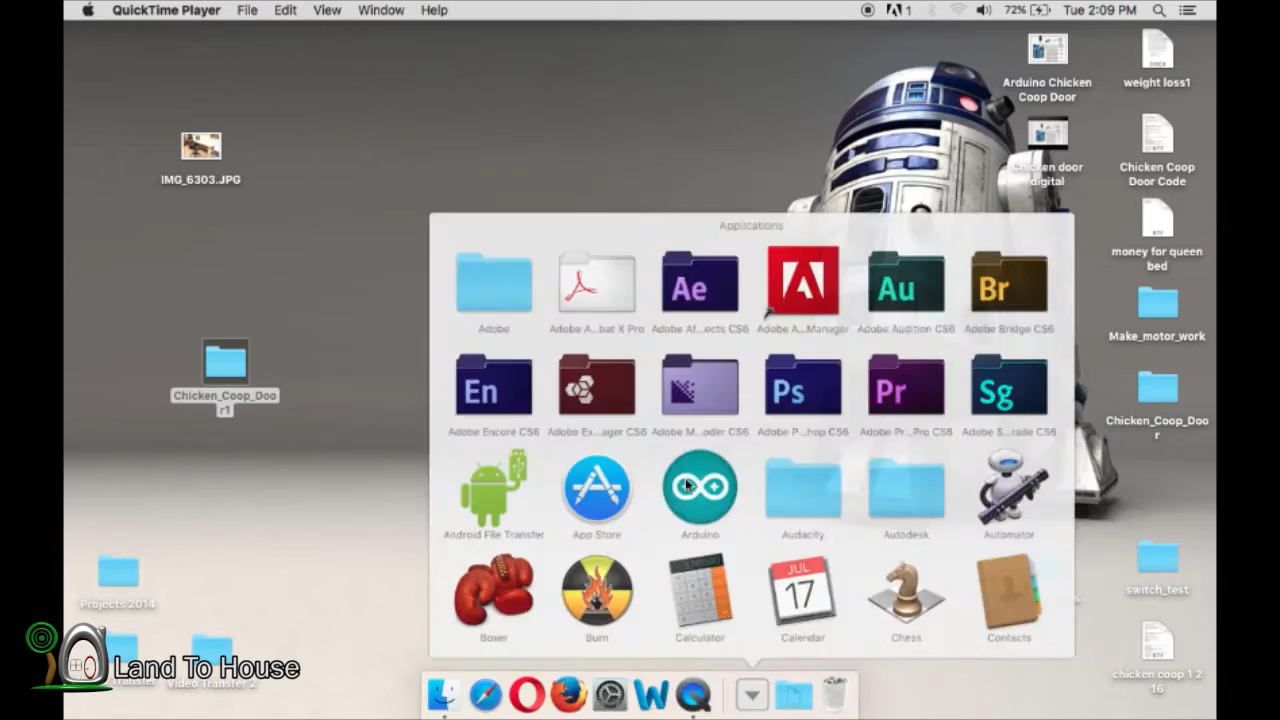 QuickTime Player File Edit View Window Help 1 72% Tue 2:09 PM
Arduino Chicken
Coop Door
weight loss1
DOCX
IMG_6303.JPG
Chicken door
digital
Chicken Coop
Door Code
money for queen
bed
Make_motor_work
Chicken_Coop_Doo
r
Chicken_Coop_Doo
r1
Applications
Ae Au Br
Adobe Adobe A...bat X Pro Adobe Af...ects CS6 Adobe A...Manager Adobe Audition CS6 Adobe Bridge CS6
En Ps Pr Sg
Adobe Encore CS6 Adobe Ex...ager CS6 Adobe M...oder CS6 Adobe P...hop CS6 Adobe Pr...Pro CS6 Adobe S...rade CS6
Android File Transfer App Store Arduino Audacity Autodesk Automator
JUL
17
Boxer Burn Calculator Calendar Chess Contacts
switch_test
chicken coop 1 2
16
Projects 2014
Video Transfer 2
Land To House